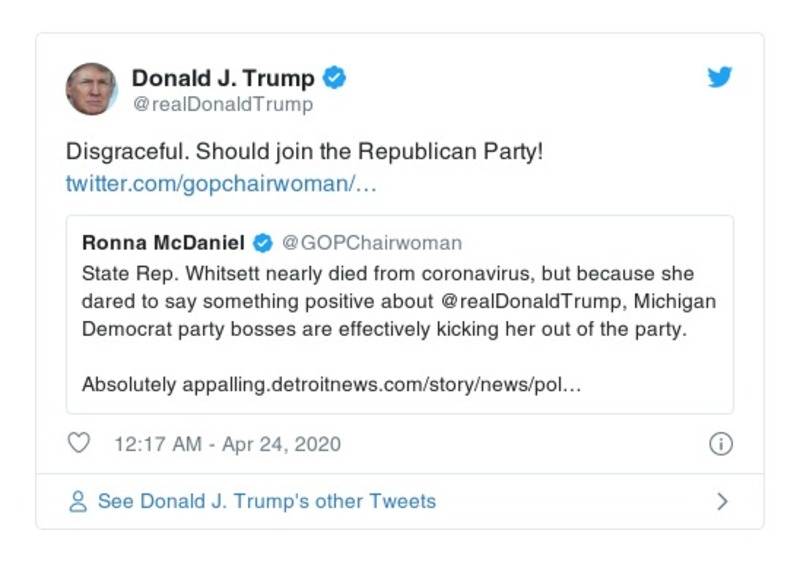 Donald J. Trump
@realDonaldTrump
Disgraceful. Should join the Republican Party!
twitter.com/gopchairwoman/…
Ronna McDaniel @GOPChairwoman
State Rep. Whitsett nearly died from coronavirus, but because she
dared to say something positive about @realDonaldTrump, Michigan
Democrat party bosses are effectively kicking her out of the party.
Absolutely appalling.detroitnews.com/story/news/pol…
12:17 AM - Apr 24, 2020
See Donald J. Trump's other Tweets